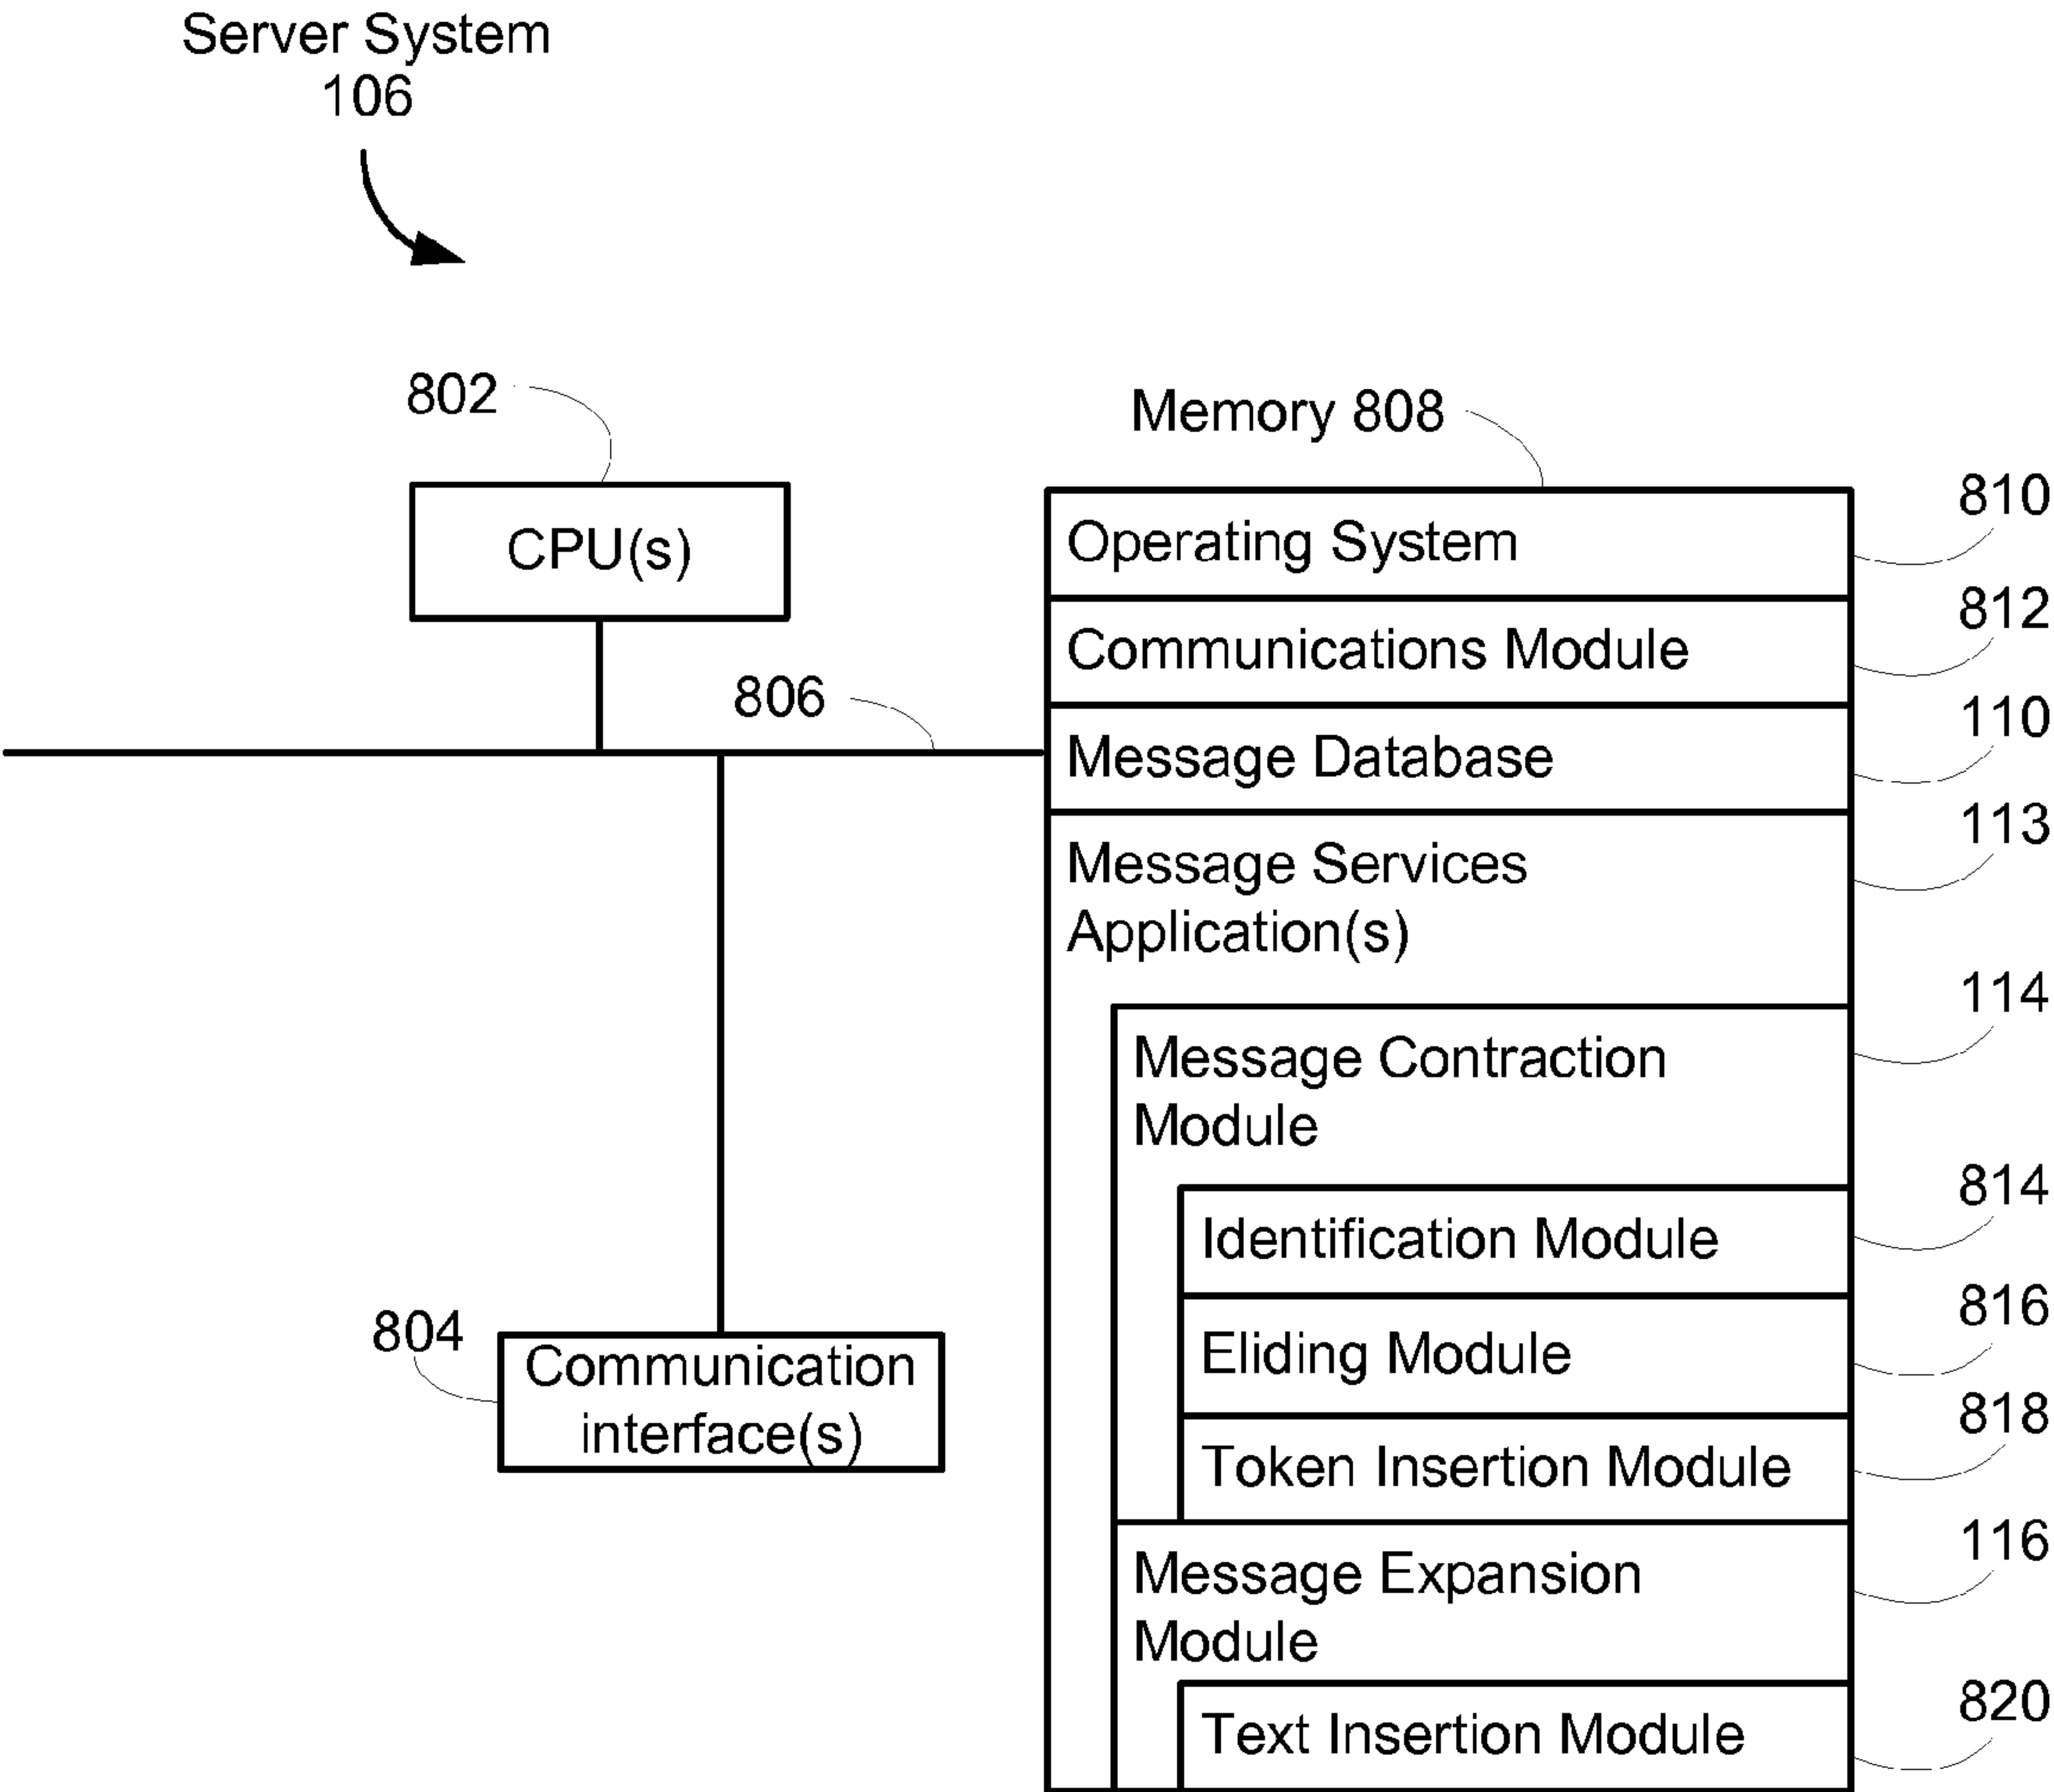 Server System
106
802
CPU(s)
806
804
Communication
interface(s)
Memory 808
Operating System
810
Communications Module
812
Message Database
110
Message Services
Application(s)
113
Message Contraction
Module
114
Identification Module
814
Eliding Module
816
Token Insertion Module
818
Message Expansion
Module
116
Text Insertion Module
820